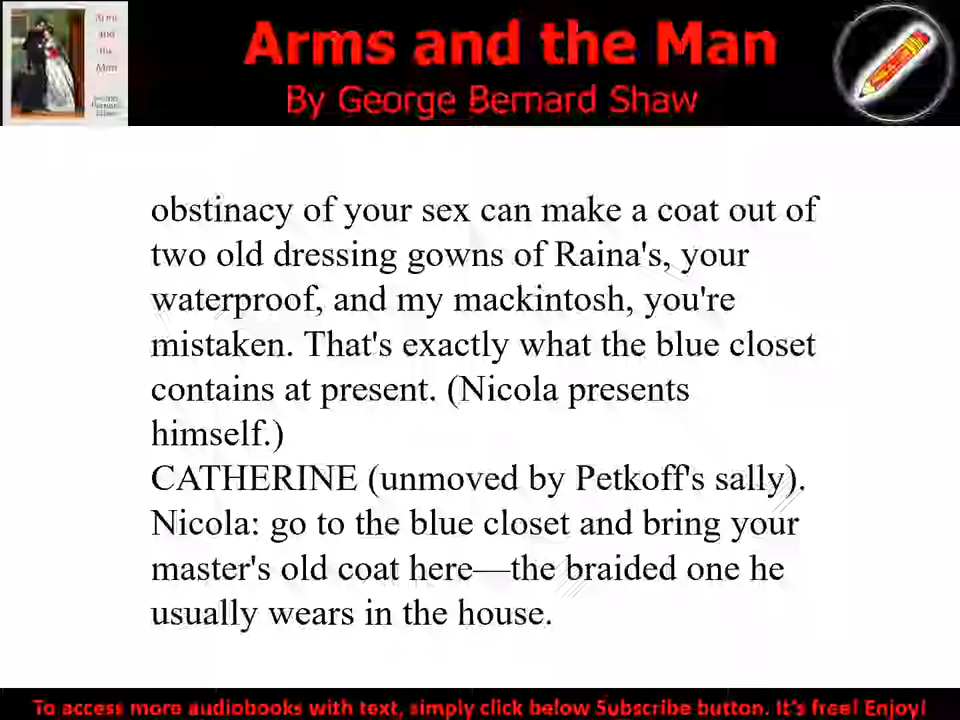 Arms
and
the
Man
Arms and the Man
By George Bernard Shaw
obstinacy of your sex can make a coat out of
two old dressing gowns of Raina's, your
waterproof, and my mackintosh, you're
mistaken. That's exactly what the blue closet
contains at present. (Nicola presents
himself.)
CATHERINE (unmoved by Petkoff's sally).
Nicola: go to the blue closet and bring your
master's old coat here—the braided one he
usually wears in the house.
To access more audiobooks with text, simply click below Subscribe button. It's free! Enjoy!